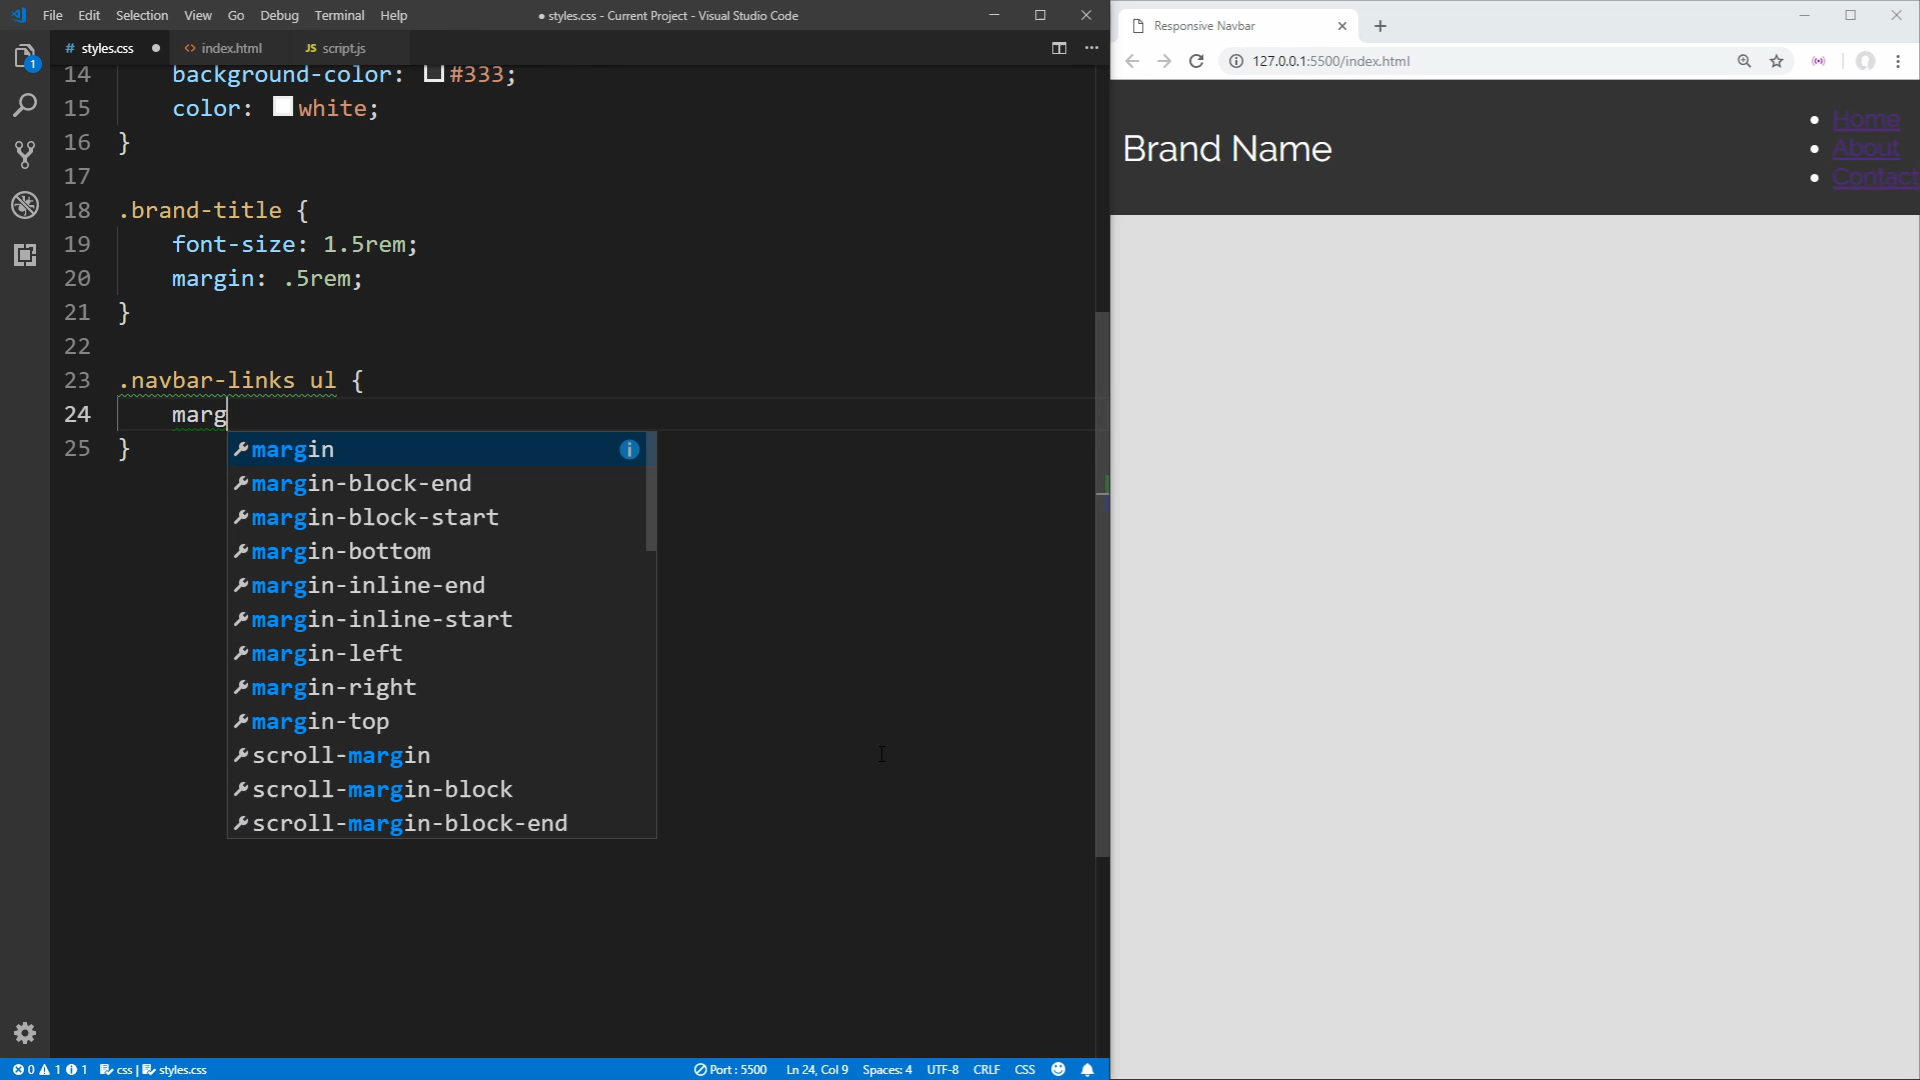 File Edit Selection View Go Debug Terminal Help
● styles.css - Current Project - Visual Studio Code
# styles.css ●
<> index.html
JS script.js
1
14 background-color: #333;
15 color: white;
16 }
17
18 .brand-title {
19 font-size: 1.5rem;
20 margin: .5rem;
21 }
22
23 .navbar-links ul {
24 marg
25 }
margin
margin-block-end
margin-block-start
margin-bottom
margin-inline-end
margin-inline-start
margin-left
margin-right
margin-top
scroll-margin
scroll-margin-block
scroll-margin-block-end
0 1 1 css | styles.css
Port : 5500 Ln 24, Col 9 Spaces: 4 UTF-8 CRLF CSS
Responsive Navbar
127.0.0.1:5500/index.html
Brand Name
• Home
• About
• Contact